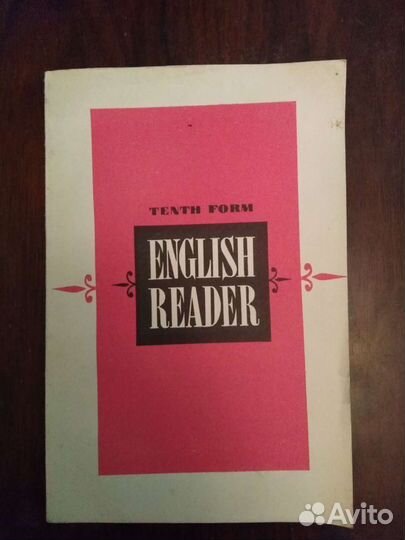 TENTH FORM
ENGLISH
READER
Avito